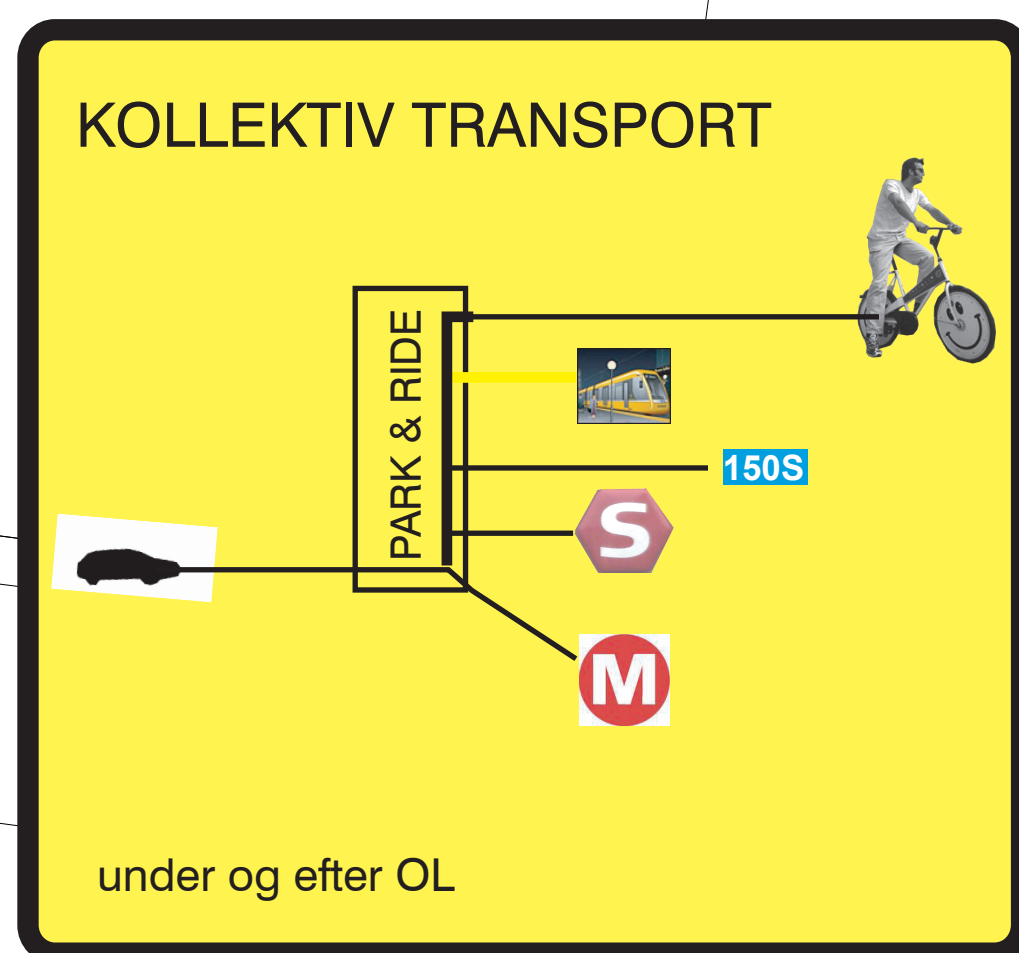 KOLLEKTIV TRANSPORT
PARK & RIDE
150S
S
M
under og efter OL